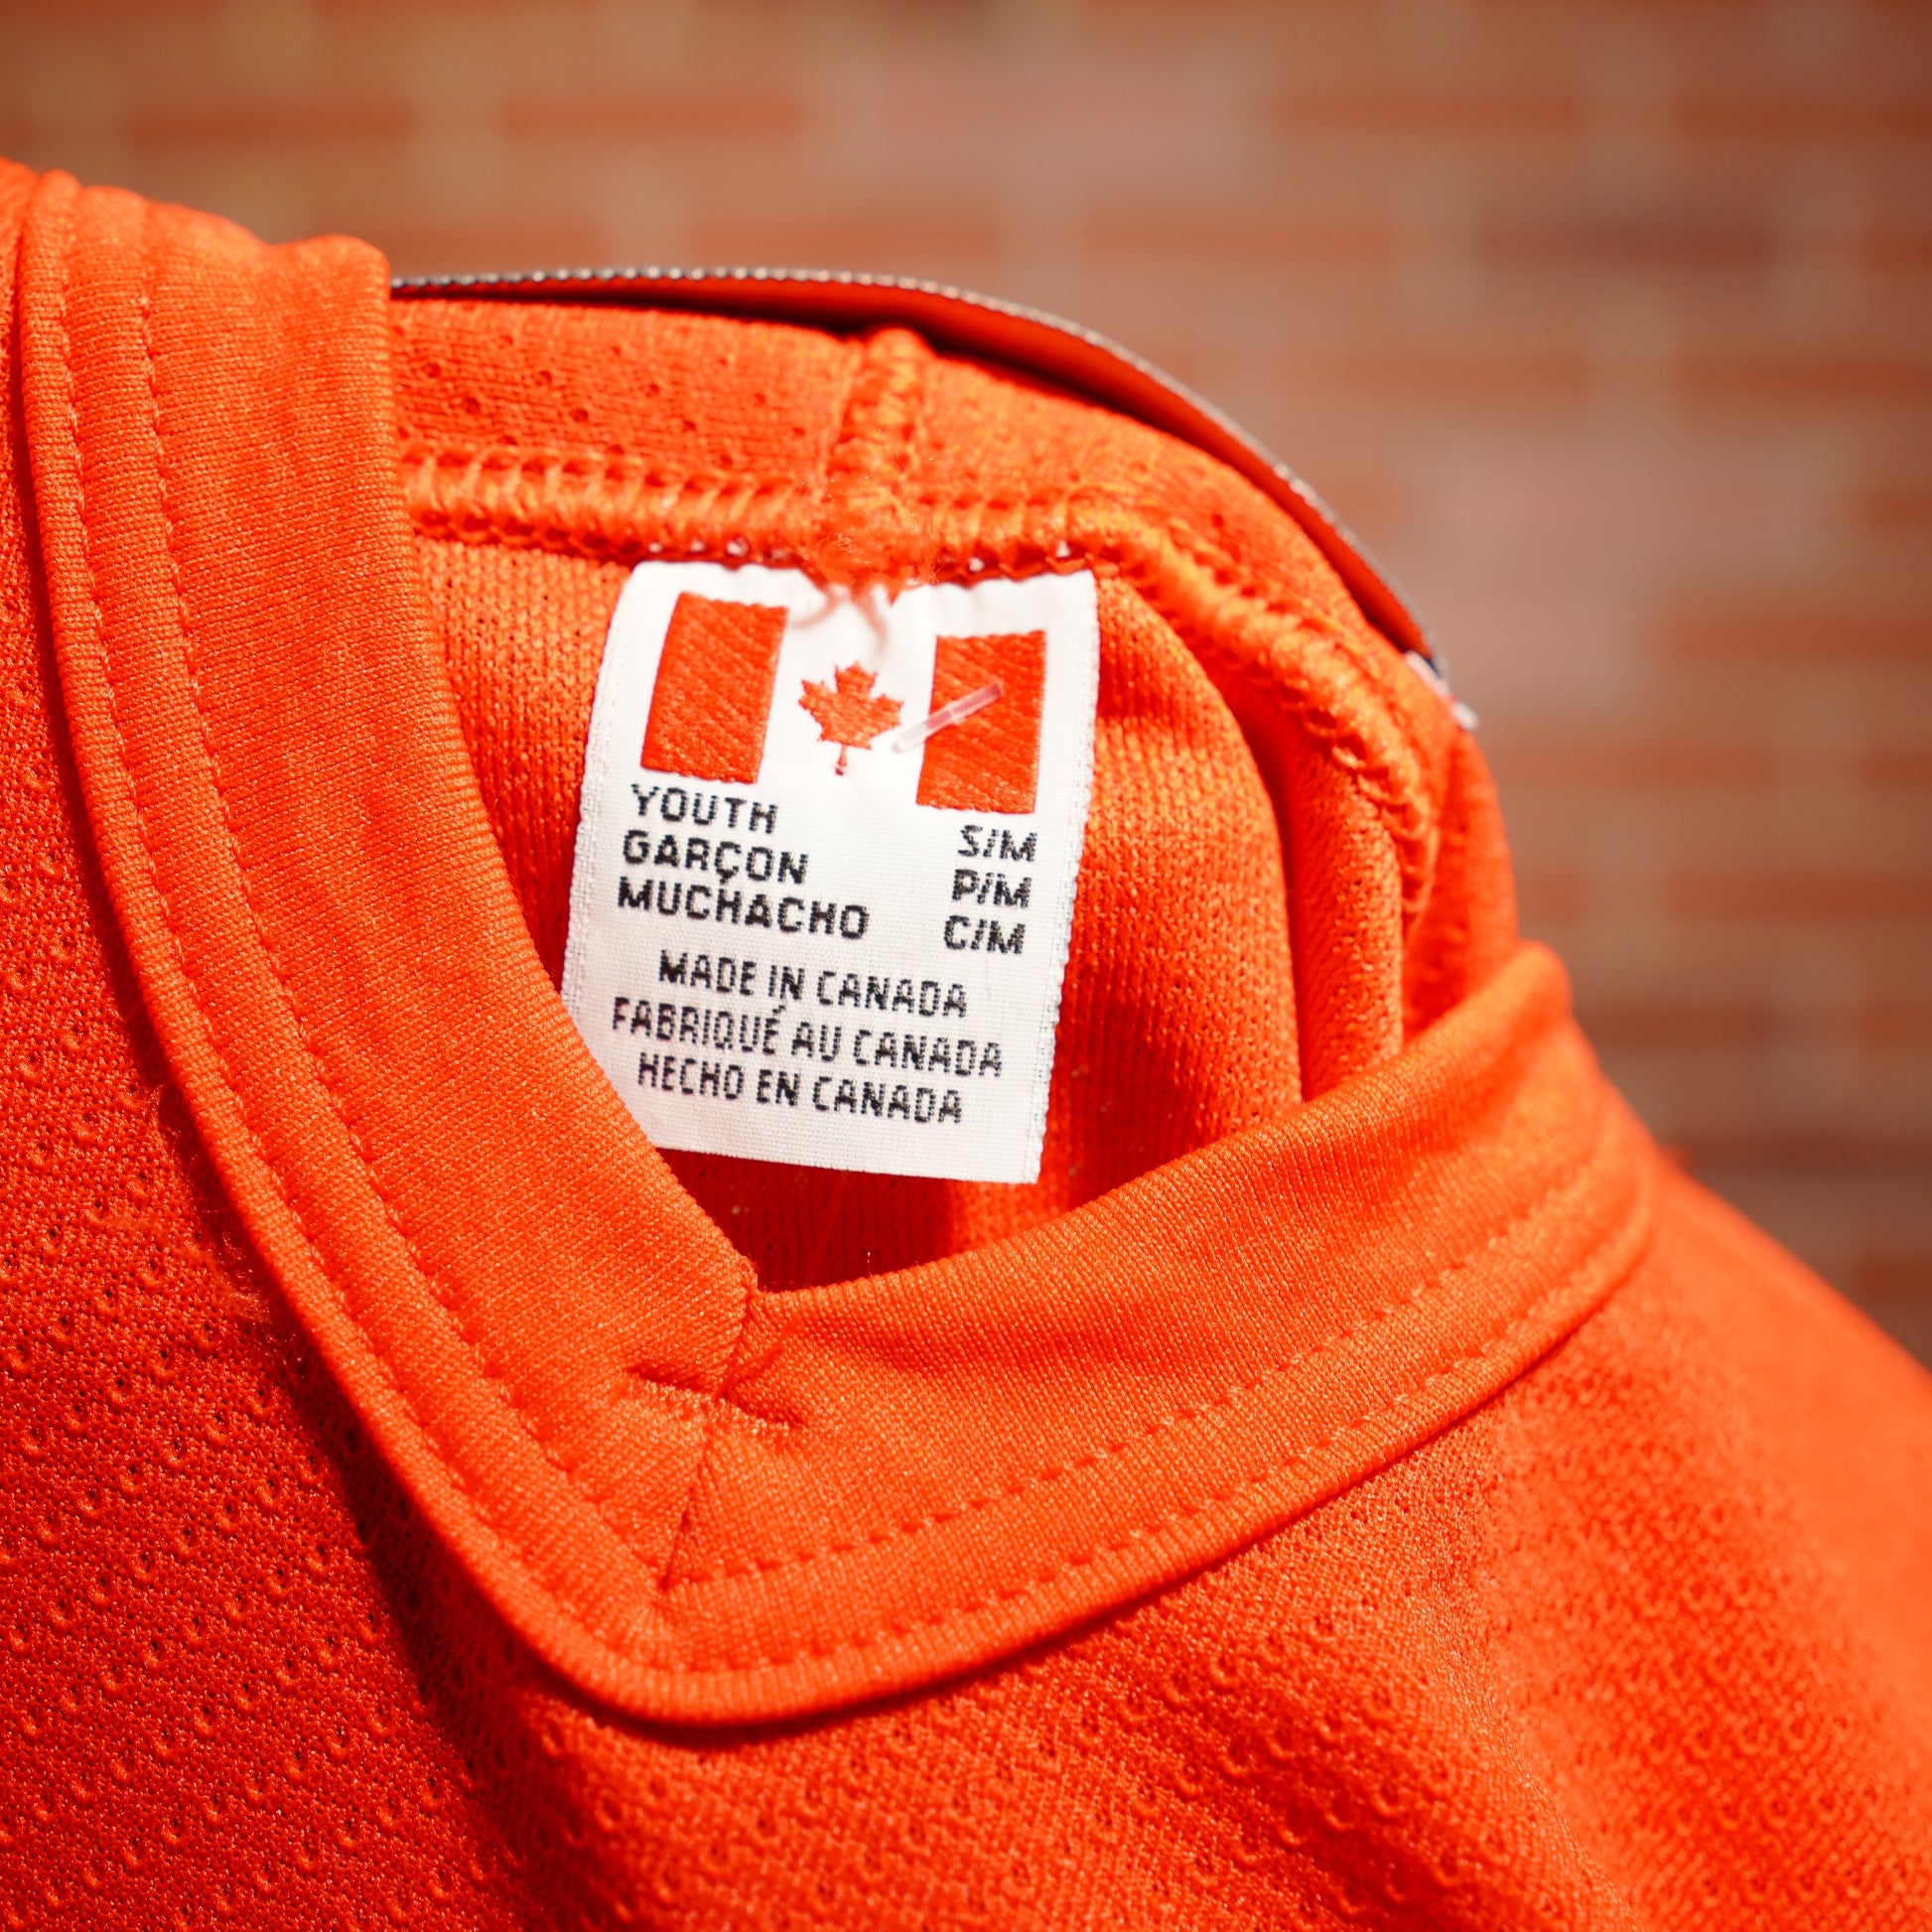 YOUTH S/M
GARÇON P/M
MUCHACHO C/M
MADE IN CANADA
FABRIQUÉ AU CANADA
HECHO EN CANADA